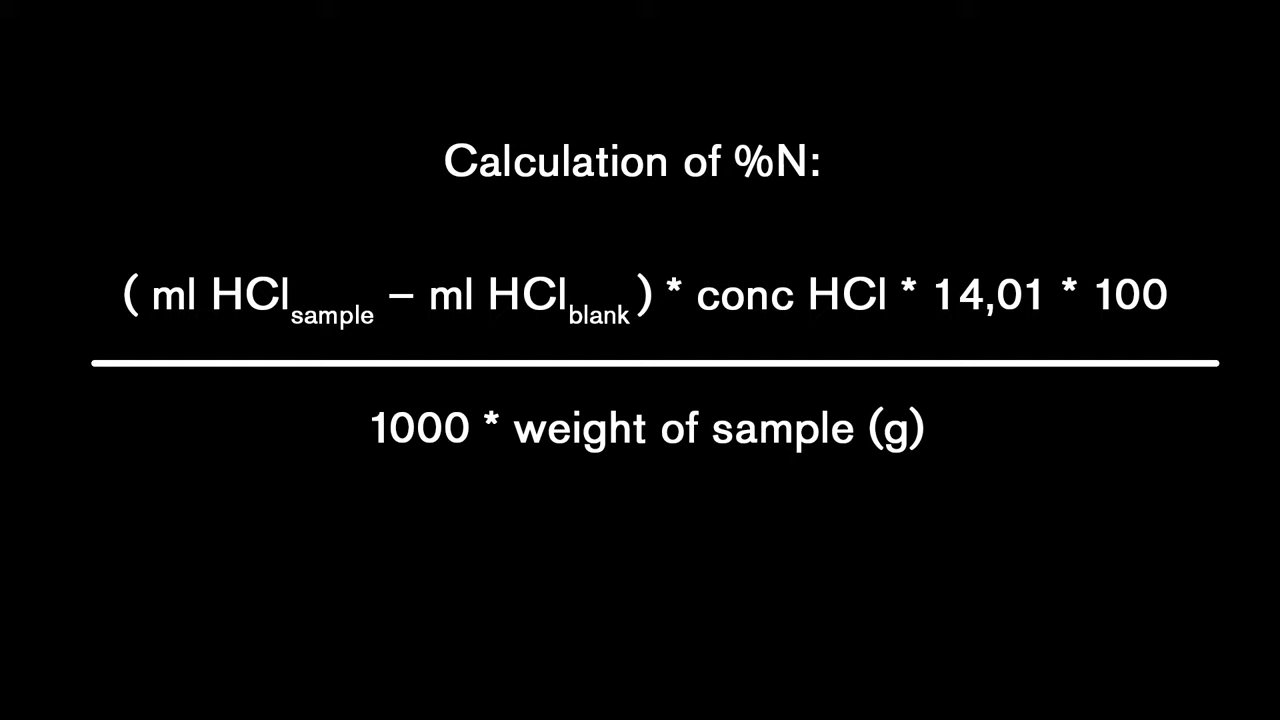 Calculation of %N:
( ml HCl sample – ml HCl blank ) * conc HCl * 14,01 * 100
1000 * weight of sample (g)